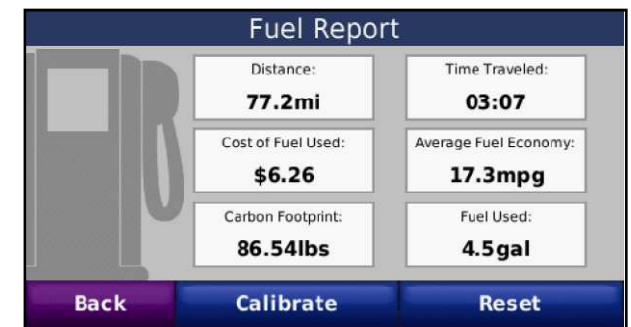 Fuel Report
Distance:
77.2mi
Time Traveled:
03:07
Cost of Fuel Used:
$6.26
Average Fuel Economy:
17.3mpg
Carbon Footprint:
86.54lbs
Fuel Used:
4.5gal
Back
Calibrate
Reset